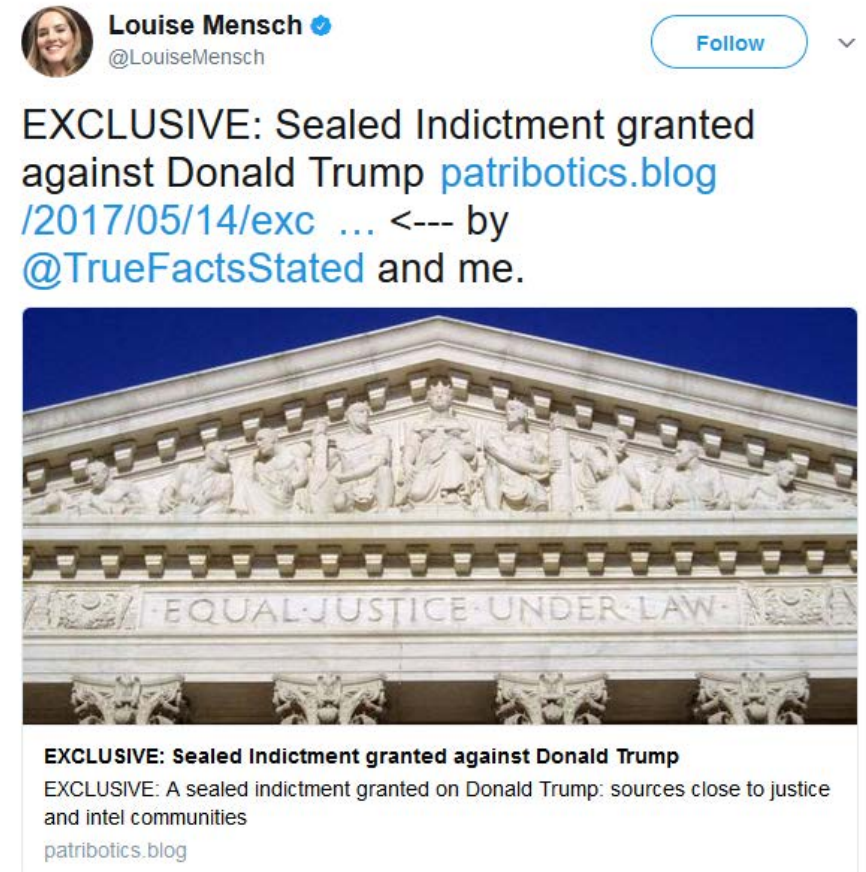 Louise Mensch
@LouiseMensch
Follow
EXCLUSIVE: Sealed Indictment granted
against Donald Trump patribotics.blog
/2017/05/14/exc … <--- by
@TrueFactsStated and me.
·EQUAL·JUSTICE·UNDER·LAW·
EXCLUSIVE: Sealed Indictment granted against Donald Trump
EXCLUSIVE: A sealed indictment granted on Donald Trump: sources close to justice
and intel communities
patribotics.blog